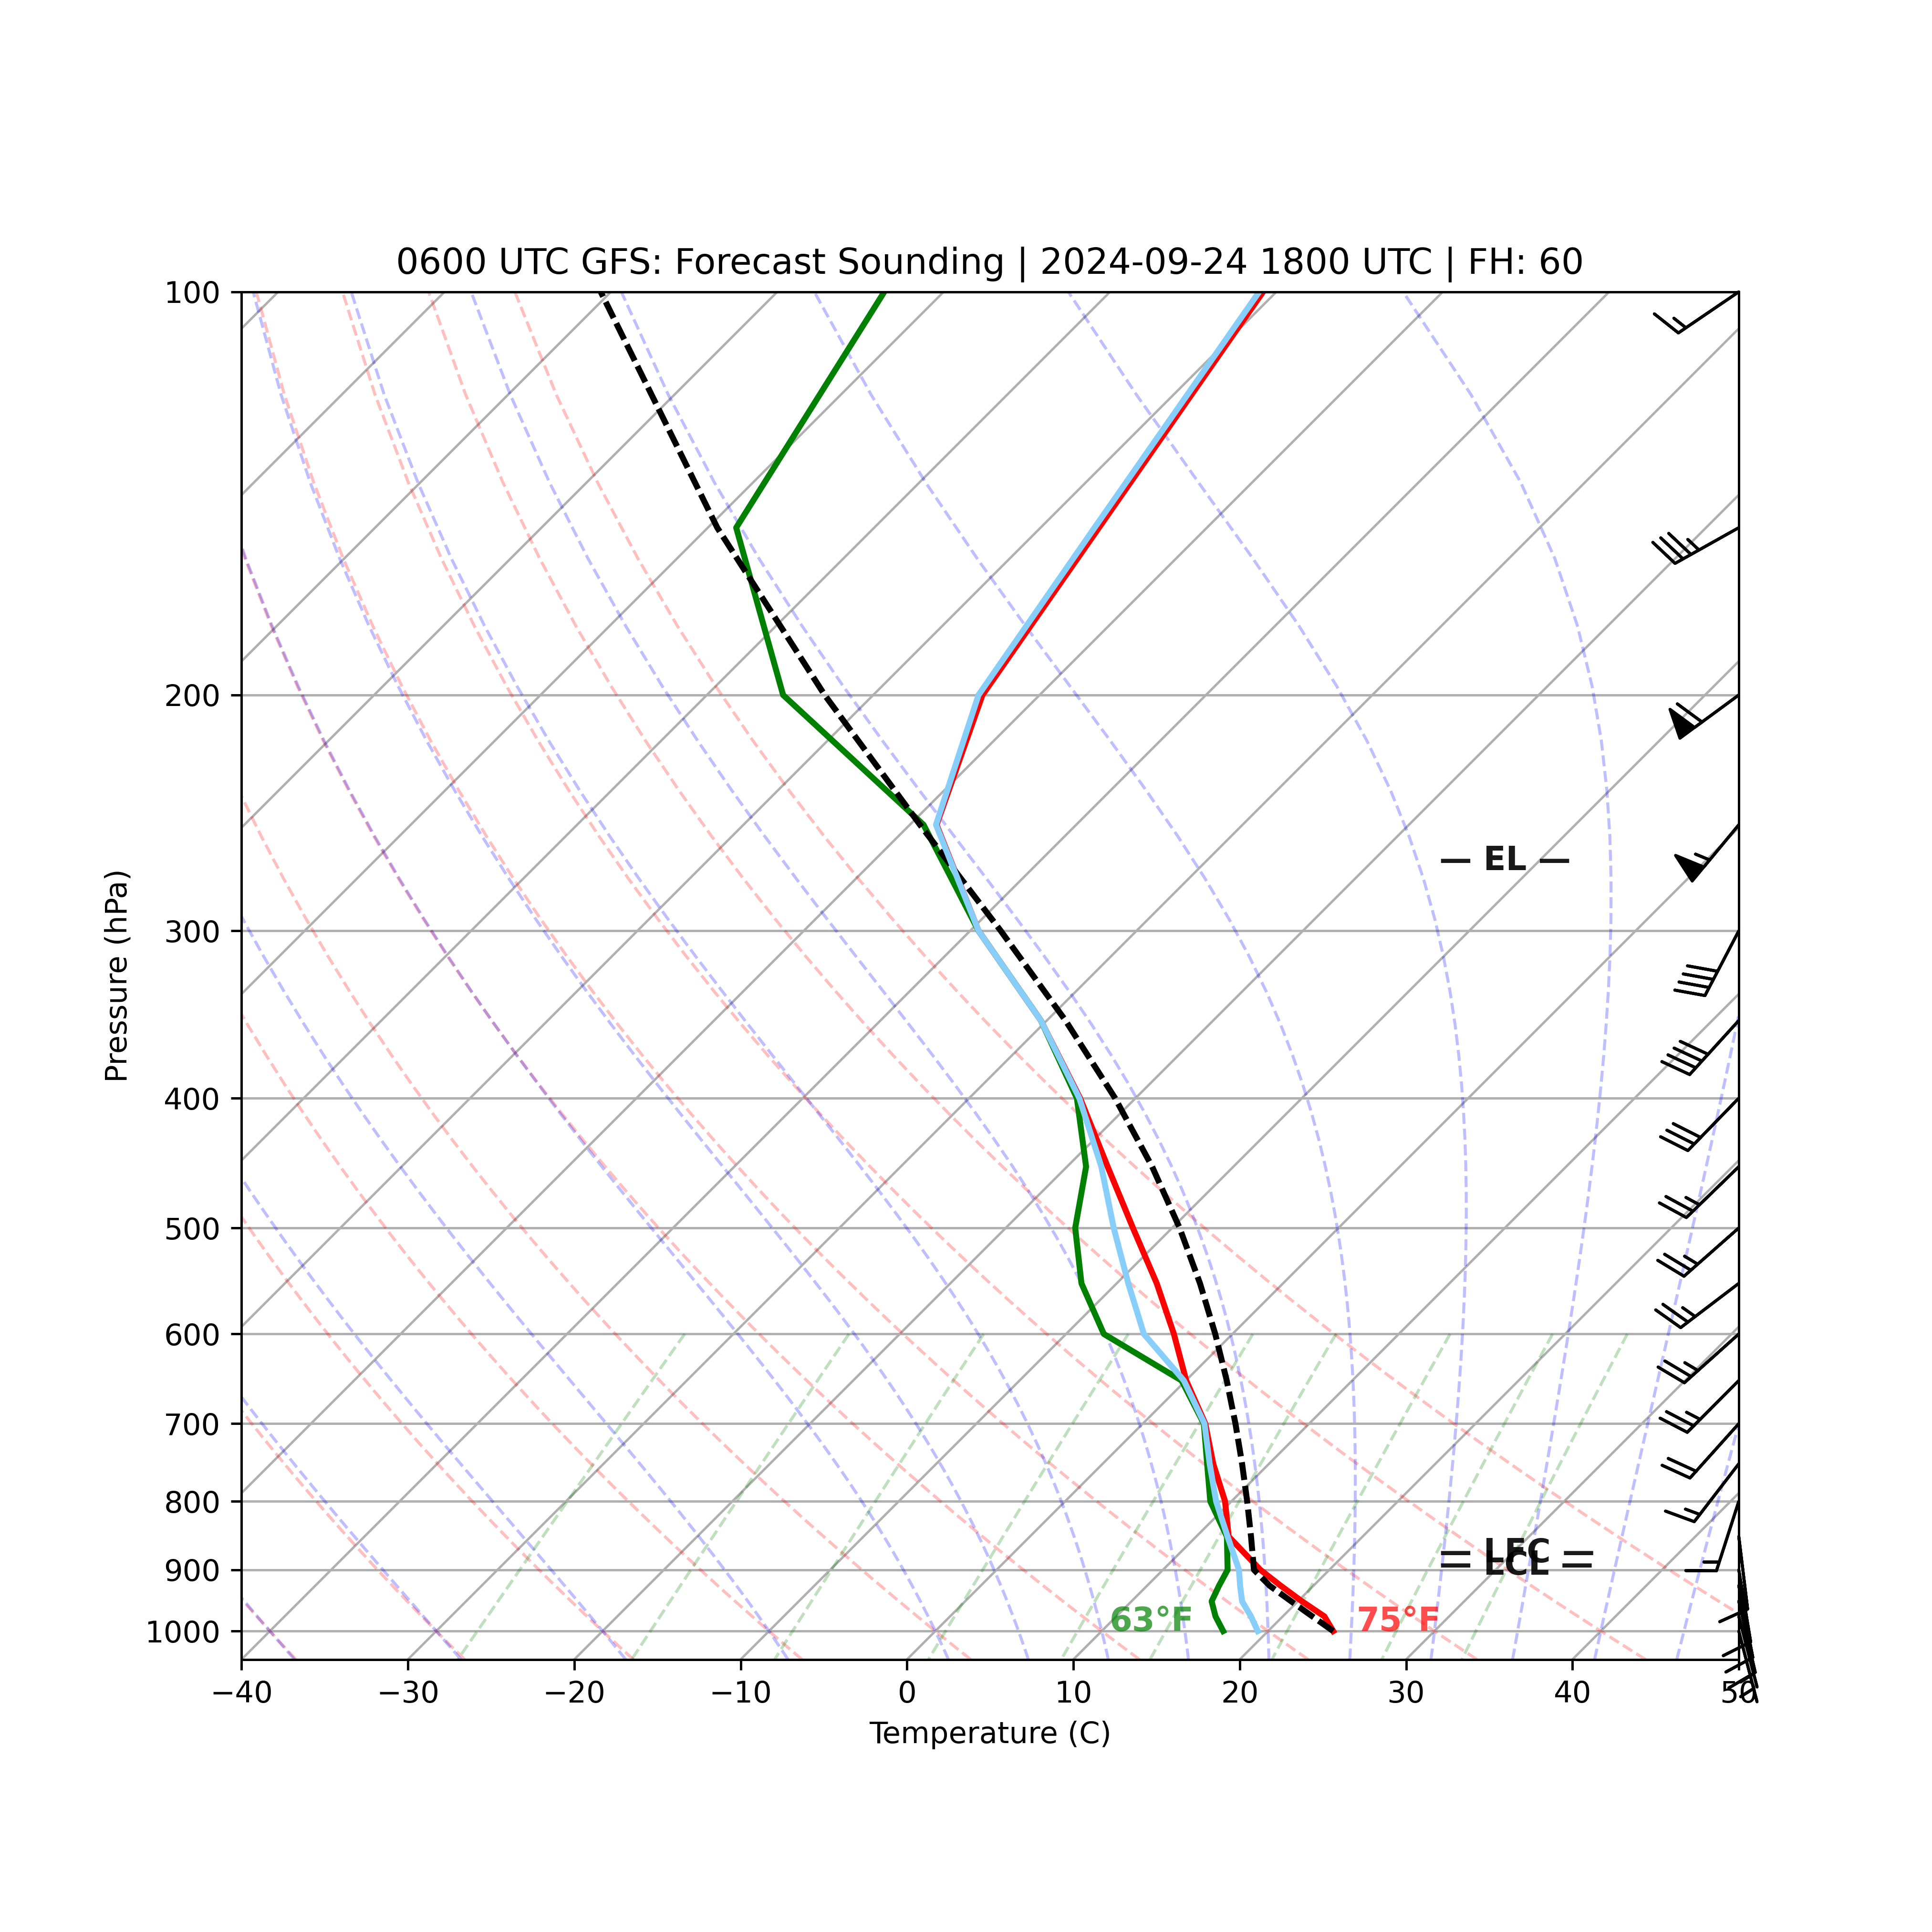 0600 UTC GFS: Forecast Sounding | 2024-09-24 1800 UTC | FH: 60
100
200
300
400
500
600
700
800
900
1000
Pressure (hPa)
— EL —
— LFC —
— LCL —
63°F
75°F
−40
−30
−20
−10
0
10
20
30
40
50
Temperature (C)